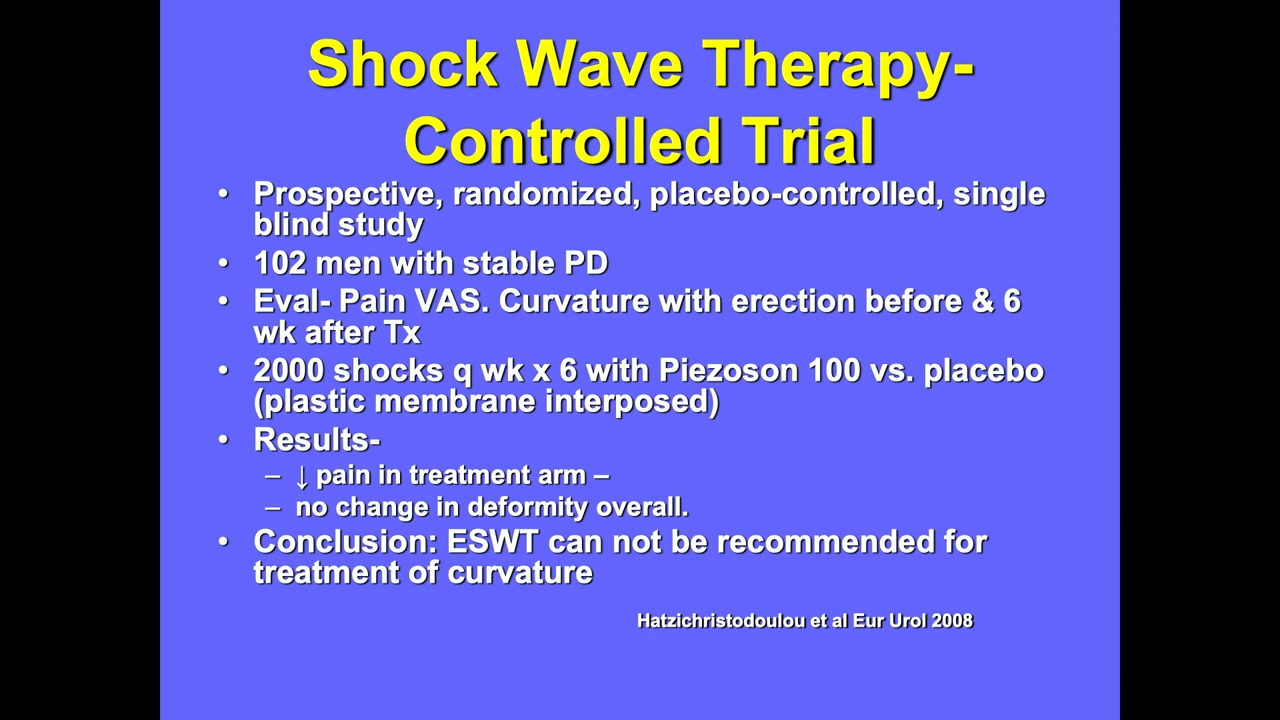 Shock Wave Therapy-
Controlled Trial
• Prospective, randomized, placebo-controlled, single
blind study
• 102 men with stable PD
• Eval- Pain VAS. Curvature with erection before & 6
wk after Tx
• 2000 shocks q wk x 6 with Piezoson 100 vs. placebo
(plastic membrane interposed)
• Results-
– ↓ pain in treatment arm –
– no change in deformity overall.
• Conclusion: ESWT can not be recommended for
treatment of curvature
Hatzichristodoulou et al Eur Urol 2008